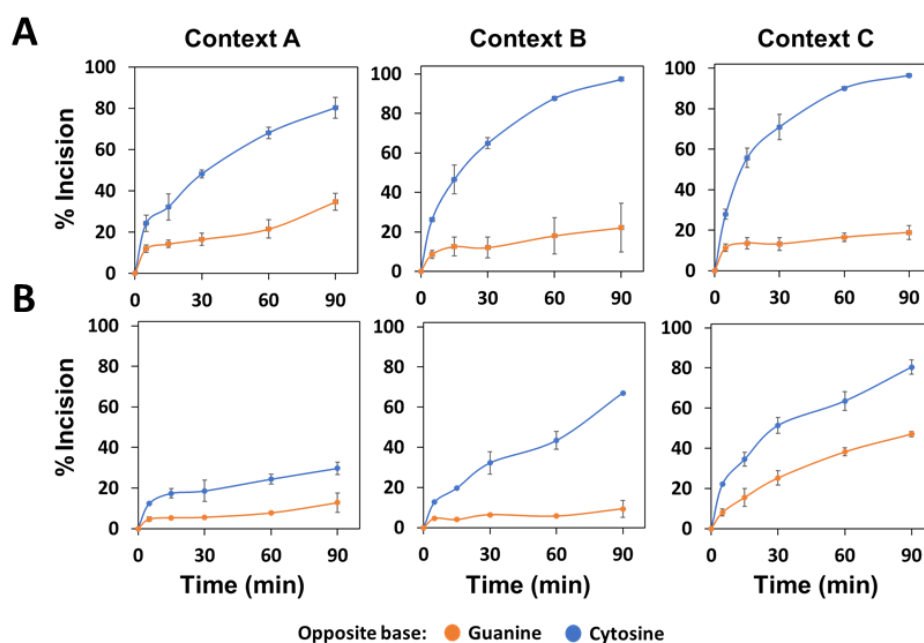 A
Context A Context B Context C
% Incision
100 100 100
80 80 80
60 60 60
40 40 40
20 20 20
0 0 0
0 30 60 90 0 30 60 90 0 30 60 90
B
% Incision
100 100 100
80 80 80
60 60 60
40 40 40
20 20 20
0 0 0
0 30 60 90 0 30 60 90 0 30 60 90
Time (min) Time (min) Time (min)
Opposite base: Guanine Cytosine